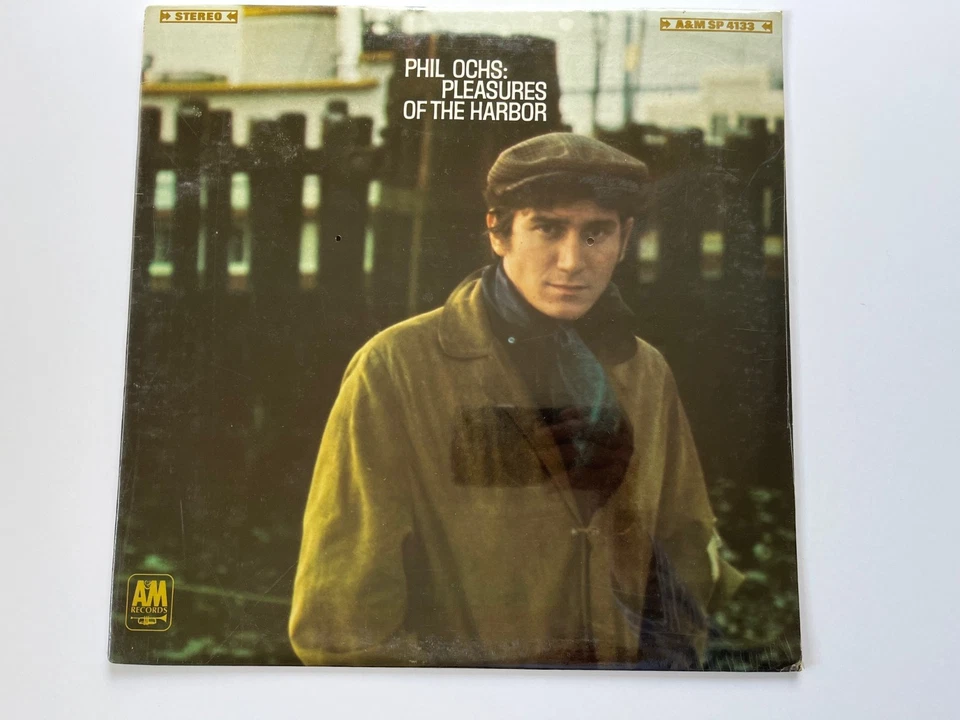 STEREO
A&M SP 4133
PHIL OCHS:
PLEASURES
OF THE HARBOR
A&M
RECORDS